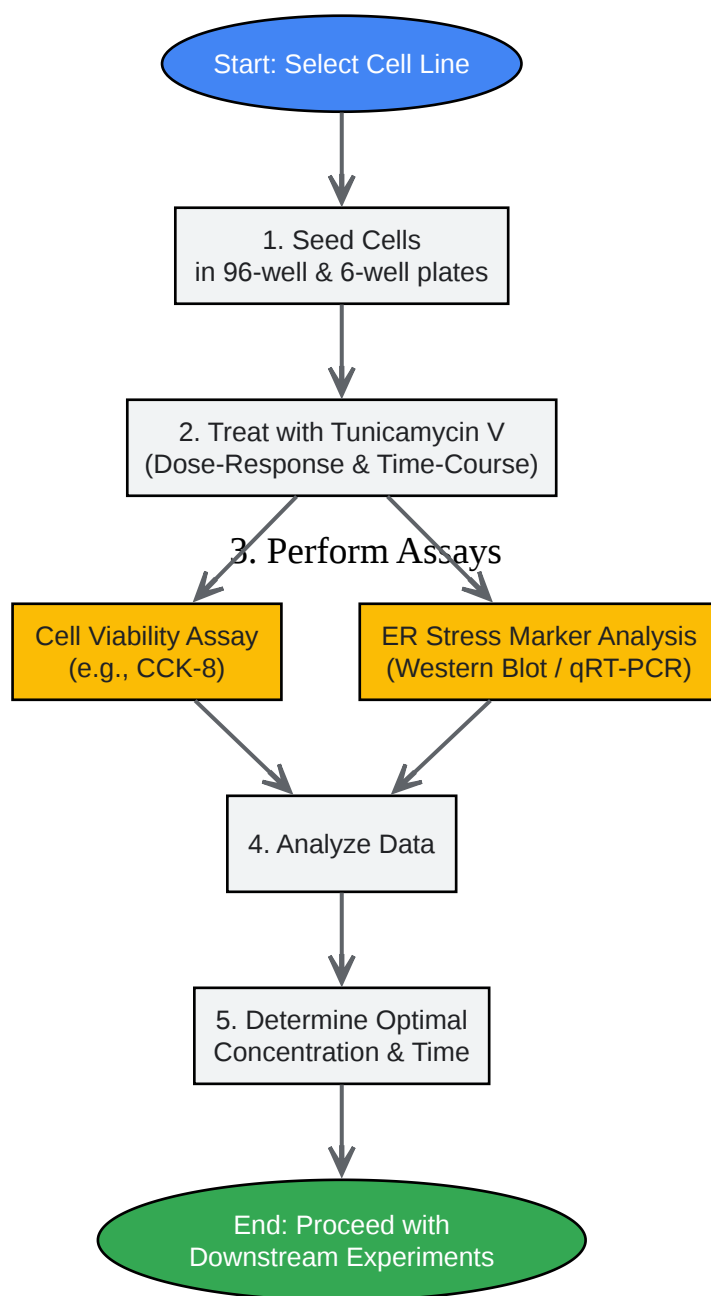 Start: Select Cell Line
1. Seed Cells
in 96-well & 6-well plates
2. Treat with Tunicamycin V
(Dose-Response & Time-Course)
3. Perform Assays
Cell Viability Assay
(e.g., CCK-8)
ER Stress Marker Analysis
(Western Blot / qRT-PCR)
4. Analyze Data
5. Determine Optimal
Concentration & Time
End: Proceed with
Downstream Experiments